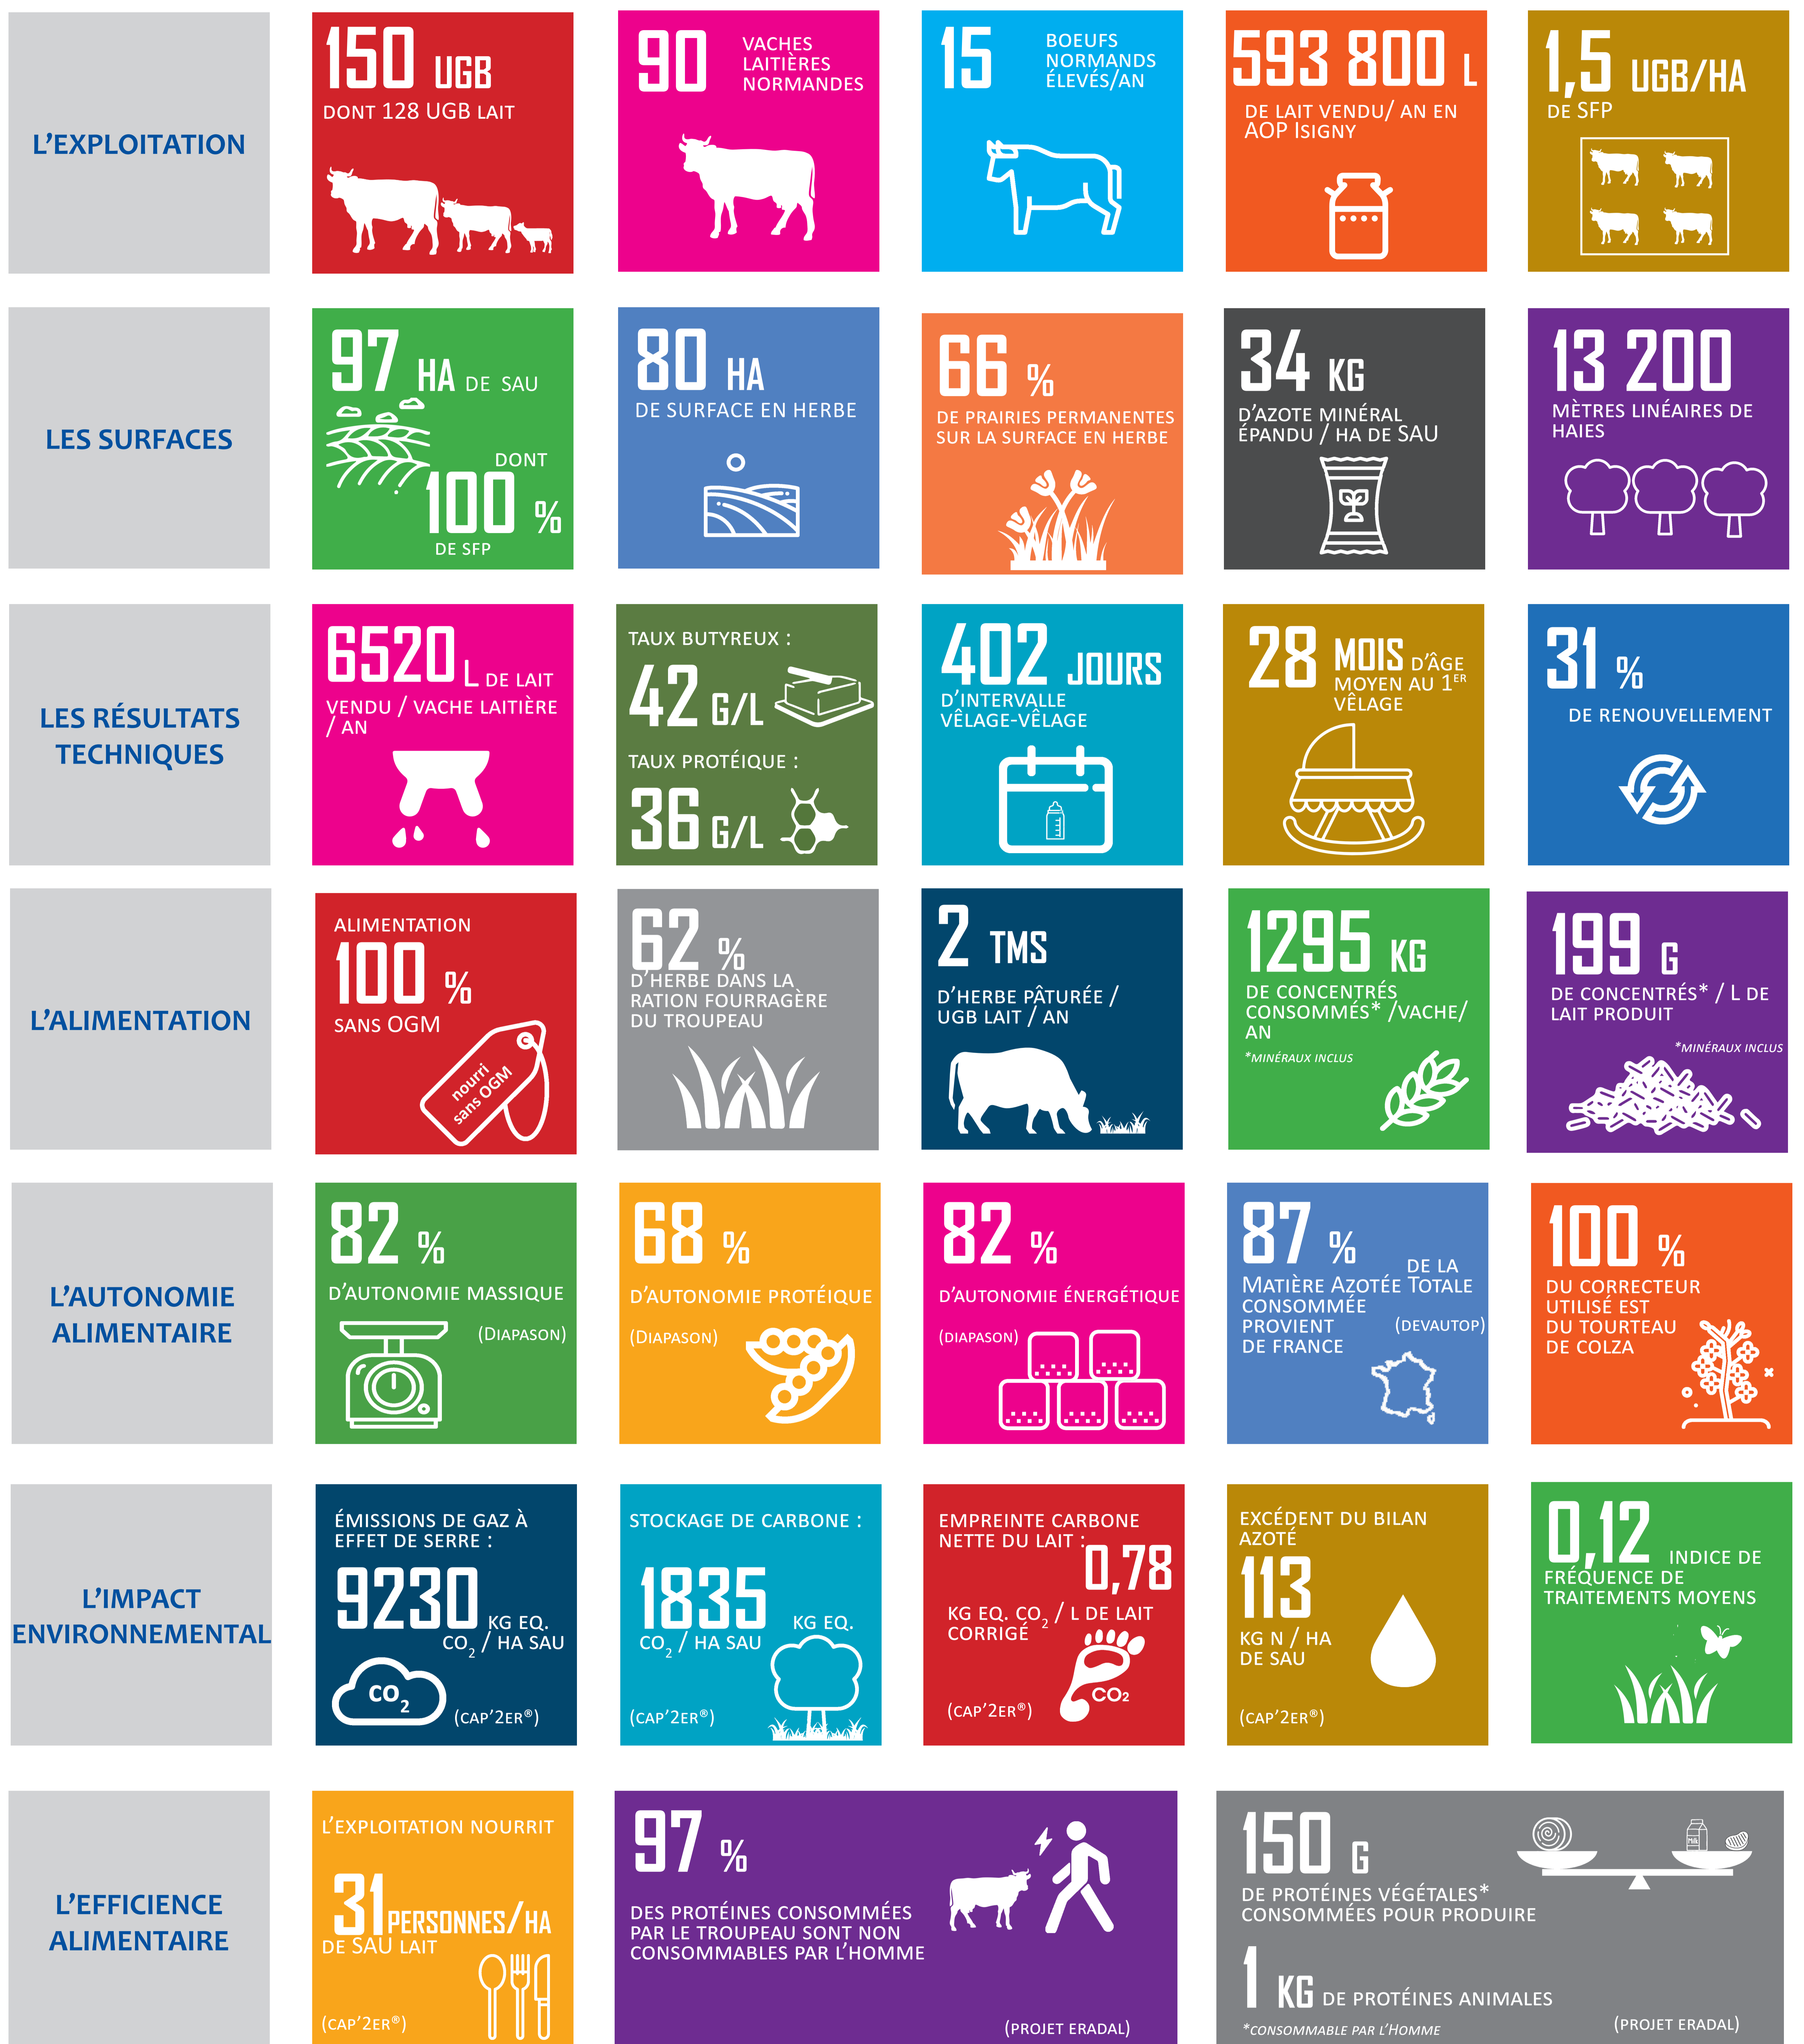 L'EXPLOITATION
150 UGB
DONT 128 UGB LAIT
90 VACHES
LAITIÈRES
NORMANDES
15 BOEUFS
NORMANDS
ÉLEVÉS/AN
593 800 L
DE LAIT VENDU/ AN EN
AOP ISIGNY
1,5 UGB/HA
DE SFP
LES SURFACES
97 HA DE SAU
DONT
100 %
DE SFP
80 HA
DE SURFACE EN HERBE
66 %
DE PRAIRIES PERMANENTES
SUR LA SURFACE EN HERBE
34 KG
D'AZOTE MINÉRAL
ÉPANDU / HA DE SAU
13 200
MÈTRES LINÉAIRES DE
HAIES
LES RÉSULTATS
TECHNIQUES
6520 L DE LAIT
VENDU / VACHE LAITIÈRE
/ AN
TAUX BUTYREUX :
42 G/L
TAUX PROTÉIQUE :
36 G/L
402 JOURS
D'INTERVALLE
VÊLAGE-VÊLAGE
28 MOIS D'ÂGE
MOYEN AU 1ER
VÊLAGE
31 %
DE RENOUVELLEMENT
L'ALIMENTATION
ALIMENTATION
100 %
SANS OGM
nourri
sans OGM
62 %
D'HERBE DANS LA
RATION FOURRAGÈRE
DU TROUPEAU
2 TMS
D'HERBE PÂTURÉE /
UGB LAIT / AN
1295 KG
DE CONCENTRÉS
CONSOMMÉS* /VACHE/
AN
*MINÉRAUX INCLUS
199 G
DE CONCENTRÉS* / L DE
LAIT PRODUIT
*MINÉRAUX INCLUS
L'AUTONOMIE
ALIMENTAIRE
82 %
D'AUTONOMIE MASSIQUE
(DIAPASON)
68 %
D'AUTONOMIE PROTÉIQUE
(DIAPASON)
82 %
D'AUTONOMIE ÉNERGÉTIQUE
(DIAPASON)
87 % DE LA
MATIÈRE AZOTÉE TOTALE
CONSOMMÉE
PROVIENT (DEVAUTOP)
DE FRANCE
100 %
DU CORRECTEUR
UTILISÉ EST
DU TOURTEAU
DE COLZA
L'IMPACT
ENVIRONNEMENTAL
ÉMISSIONS DE GAZ À
EFFET DE SERRE :
9230 KG EQ.
CO2 / HA SAU
CO2
(CAP'2ER®)
STOCKAGE DE CARBONE :
1835 KG EQ.
CO2 / HA SAU
(CAP'2ER®)
EMPREINTE CARBONE
NETTE DU LAIT :
0,78
KG EQ. CO2 / L DE LAIT
CORRIGÉ
CO2
(CAP'2ER®)
EXCÉDENT DU BILAN
AZOTÉ
113
KG N / HA
DE SAU
(CAP'2ER®)
0,12 INDICE DE
FRÉQUENCE DE
TRAITEMENTS MOYENS
L'EFFICIENCE
ALIMENTAIRE
L'EXPLOITATION NOURRIT
31 PERSONNES/HA
DE SAU LAIT
(CAP'2ER®)
97 %
DES PROTÉINES CONSOMMÉES
PAR LE TROUPEAU SONT NON
CONSOMMABLES PAR L'HOMME
(PROJET ERADAL)
150 G
Milk
DE PROTÉINES VÉGÉTALES*
CONSOMMÉES POUR PRODUIRE
1 KG DE PROTÉINES ANIMALES
*CONSOMMABLE PAR L'HOMME
(PROJET ERADAL)